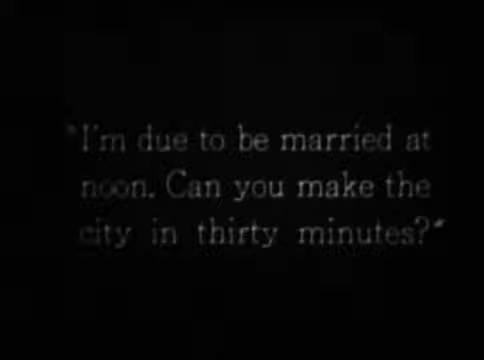 "I'm due to be married at
noon. Can you make the
city in thirty minutes?"